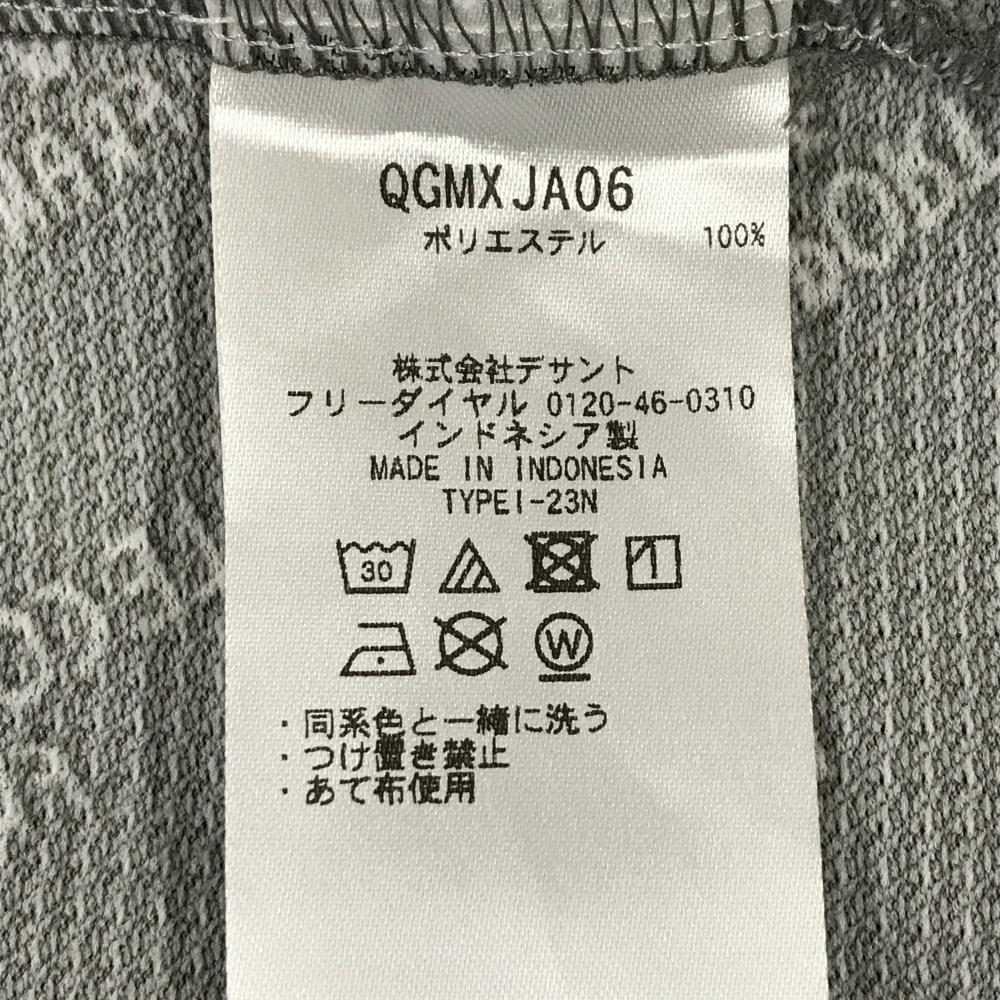 QGMXJA06
ポリエステル 100%
株式会社デサント
フリーダイヤル 0120-46-0310
インドネシア製
MADE IN INDONESIA
TYPEI-23N
30
W
・同系色と一緒に洗う
・つけ置き禁止
・あて布使用